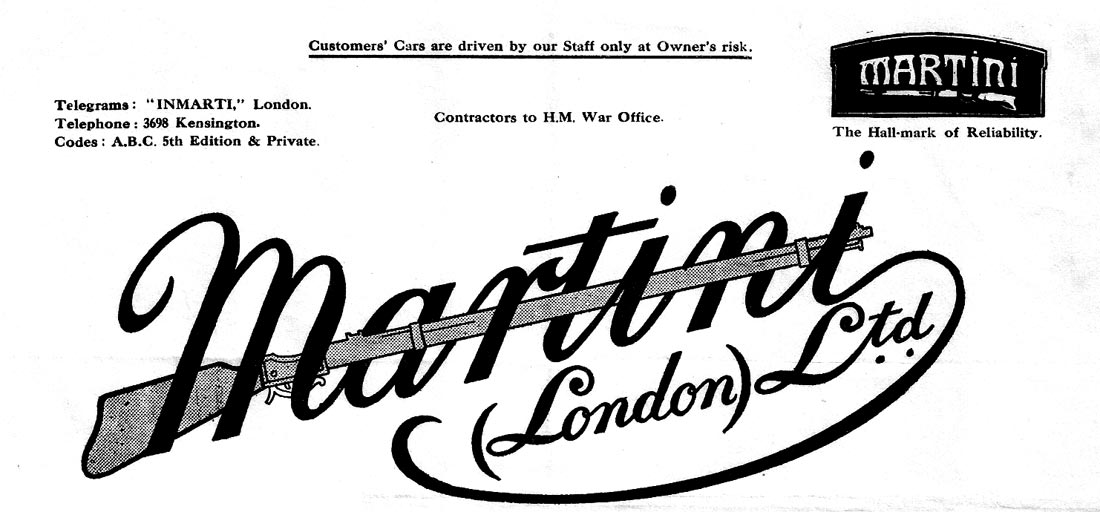 Customers' Cars are driven by our Staff only at Owner's risk.
MARTINI
The Hall-mark of Reliability.
Telegrams: "INMARTI," London.
Telephone: 3698 Kensington.
Codes: A.B.C. 5th Edition & Private.
Contractors to H.M. War Office.
Martini
(London) Ltd